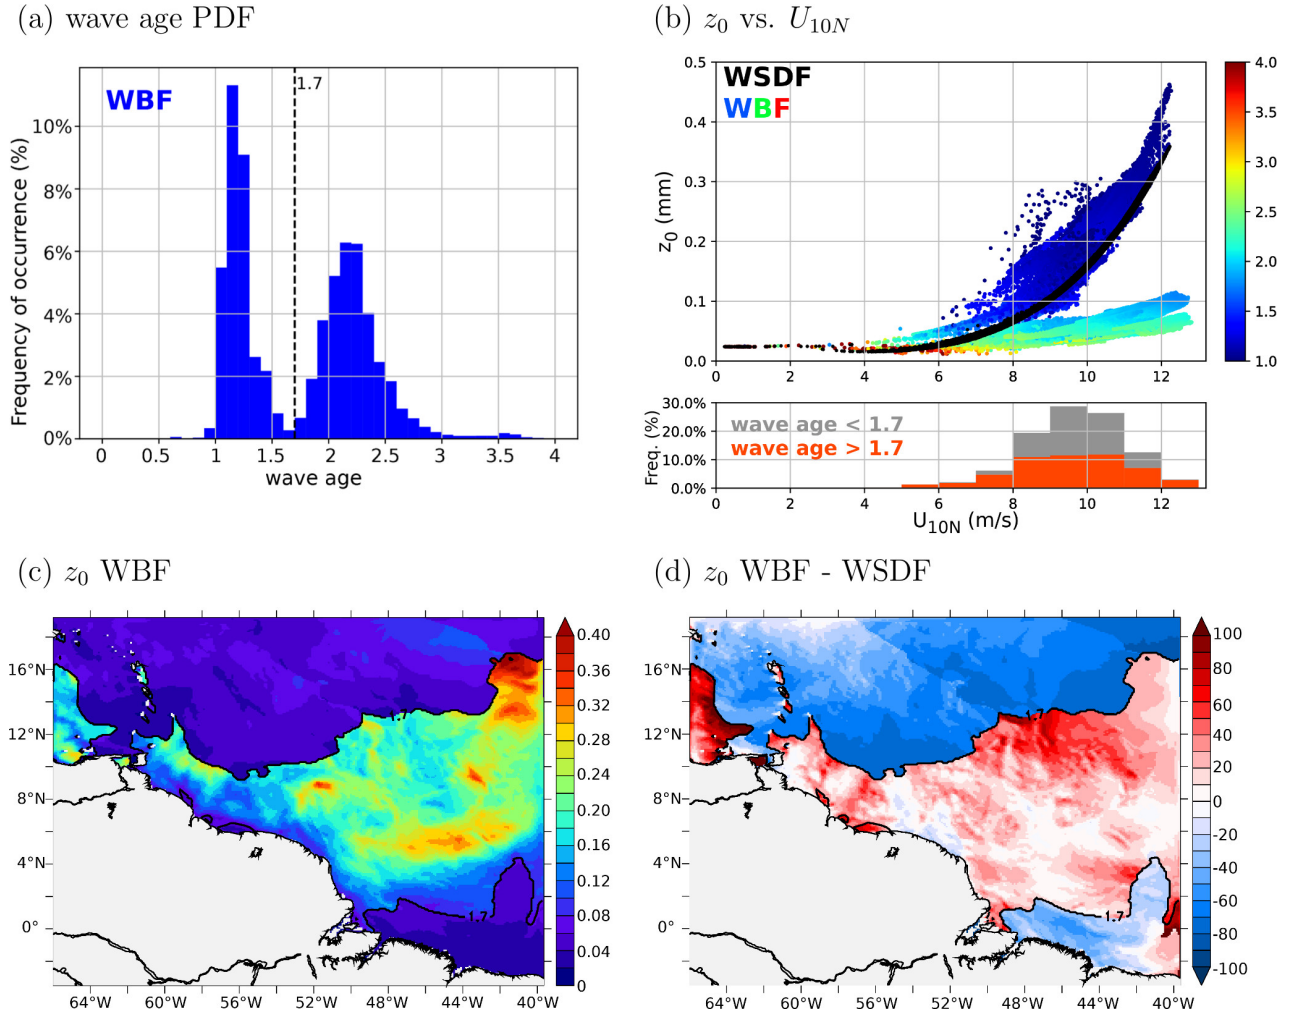 (a) wave age PDF
WBF
1.7
10%
8%
6%
4%
2%
0%
Frequency of occurrence (%)
0 0.5 1 1.5 2 2.5 3 3.5 4
wave age
(b) z0 vs. U10N
WSDF
WBF
0.5
0.4
0.3
0.2
0.1
0.0
z0 (mm)
0 2 4 6 8 10 12
4.0
3.5
3.0
2.5
2.0
1.5
1.0
30.0%
20.0%
10.0%
0.0%
Freq. (%)
wave age < 1.7
wave age > 1.7
0 2 4 6 8 10 12
U10N (m/s)
(c) z0 WBF
16°N
12°N
8°N
4°N
0°
64°W 60°W 56°W 52°W 48°W 44°W 40°W
1.7
1.7
0.40
0.36
0.32
0.28
0.24
0.20
0.16
0.12
0.08
0.04
0
(d) z0 WBF - WSDF
16°N
12°N
8°N
4°N
0°
64°W 60°W 56°W 52°W 48°W 44°W 40°W
1.7
1.7
100
80
60
40
20
0
-20
-40
-60
-80
-100